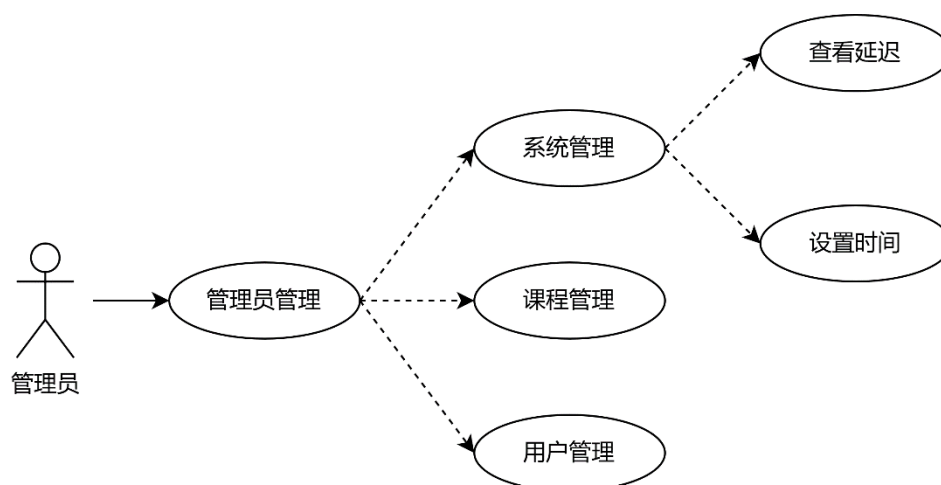 查看延迟
系统管理
设置时间
管理员管理
课程管理
管理员
用户管理